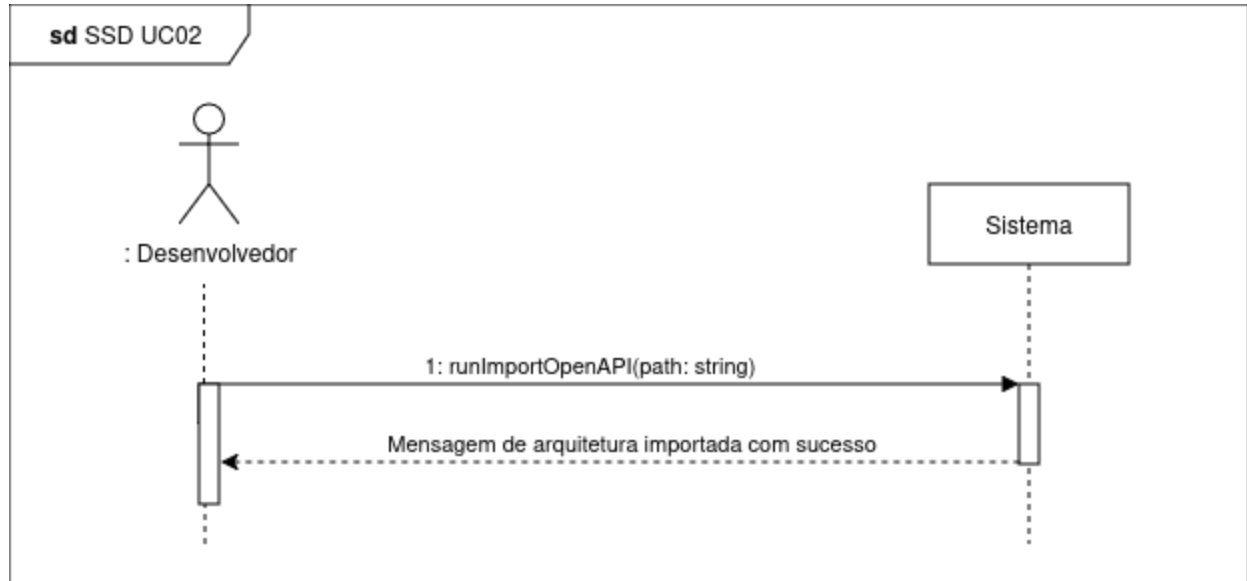 sd SSD UC02
: Desenvolvedor
Sistema
1: runImportOpenAPI(path: string)
Mensagem de arquitetura importada com sucesso